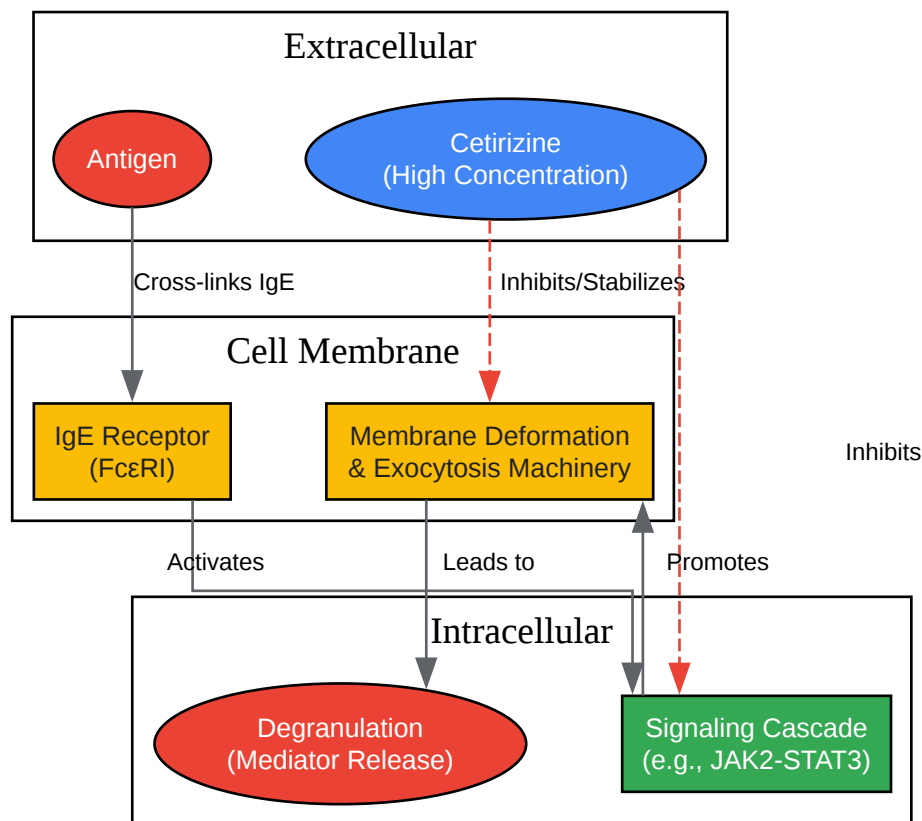 Extracellular
Antigen
Cetirizine
(High Concentration)
Cross-links IgE
Inhibits/Stabilizes
Cell Membrane
IgE Receptor
(FcεRI)
Membrane Deformation
& Exocytosis Machinery
Inhibits
Activates
Leads to
Promotes
Intracellular
Degranulation
(Mediator Release)
Signaling Cascade
(e.g., JAK2-STAT3)